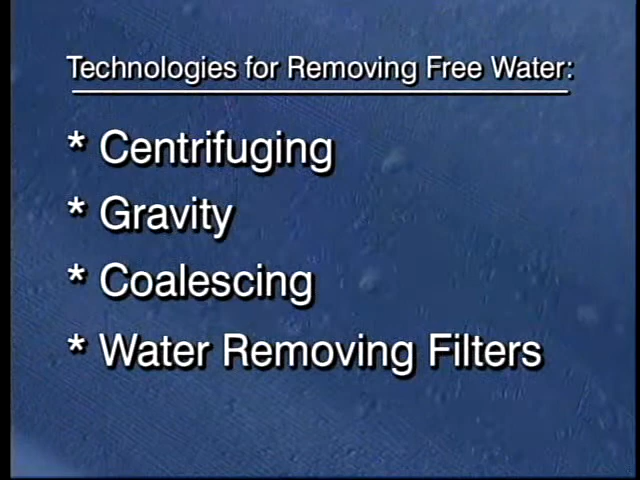 Technologies for Removing Free Water:
* Centrifuging
* Gravity
* Coalescing
* Water Removing Filters